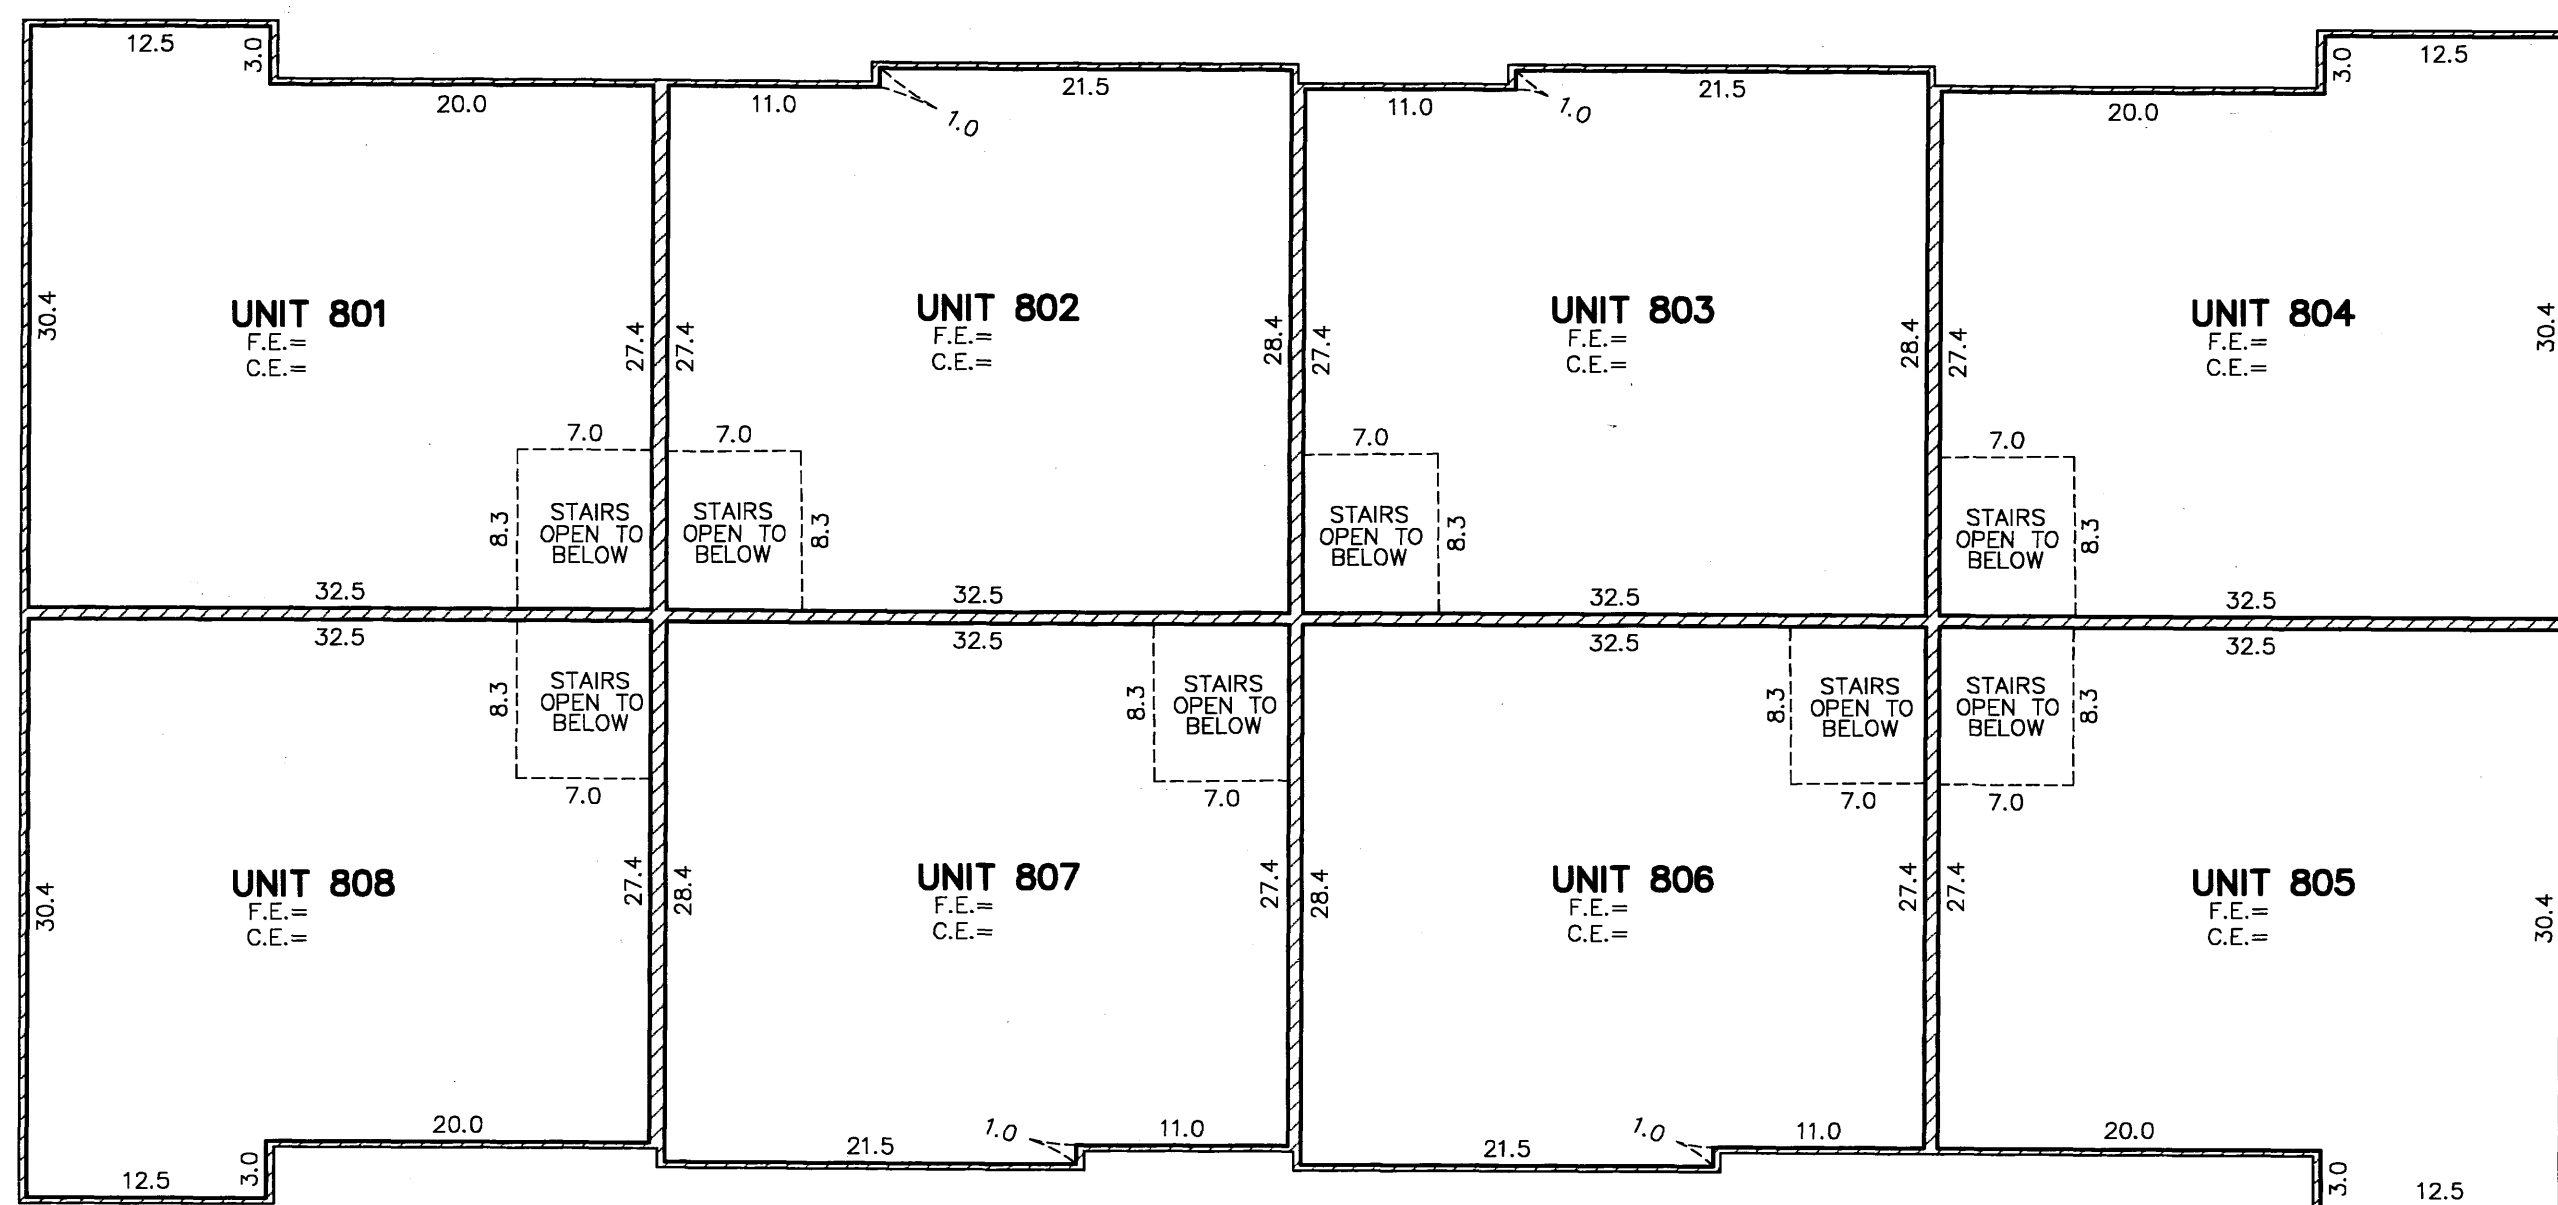 12.5
3.0
20.0
11.0
1.0
21.5
11.0
1.0
21.5
20.0
3.0
12.5
30.4
UNIT 801
F.E.=
C.E.=
27.4
27.4
UNIT 802
F.E.=
C.E.=
28.4
27.4
UNIT 803
F.E.=
C.E.=
28.4
27.4
UNIT 804
F.E.=
C.E.=
30.4
7.0
8.3
STAIRS
OPEN TO
BELOW
7.0
STAIRS
OPEN TO
BELOW
8.3
7.0
STAIRS
OPEN TO
BELOW
8.3
7.0
STAIRS
OPEN TO
BELOW
8.3
32.5
32.5
32.5
32.5
32.5
32.5
32.5
32.5
8.3
STAIRS
OPEN TO
BELOW
7.0
8.3
STAIRS
OPEN TO
BELOW
7.0
8.3
STAIRS
OPEN TO
BELOW
7.0
STAIRS
OPEN TO
BELOW
8.3
7.0
30.4
UNIT 808
F.E.=
C.E.=
27.4
28.4
UNIT 807
F.E.=
C.E.=
27.4
28.4
UNIT 806
F.E.=
C.E.=
27.4
27.4
UNIT 805
F.E.=
C.E.=
30.4
12.5
3.0
20.0
21.5
1.0
11.0
21.5
1.0
11.0
20.0
3.0
12.5